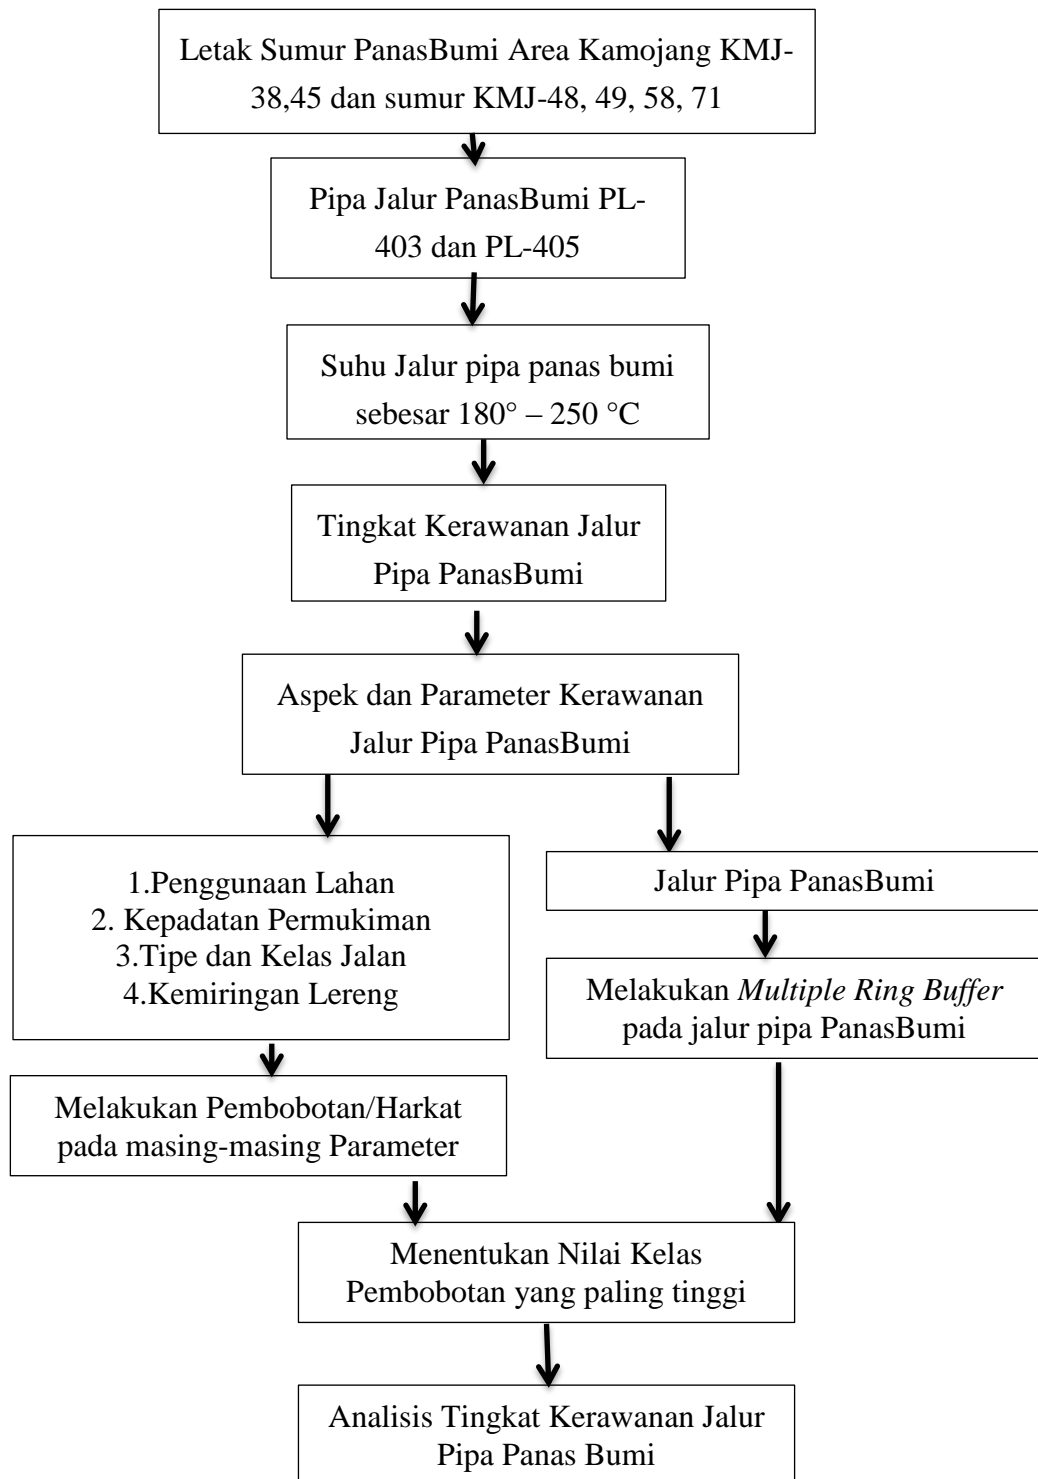 Letak Sumur PanasBumi Area Kamojang KMJ-
38,45 dan sumur KMJ-48, 49, 58, 71
Pipa Jalur PanasBumi PL-
403 dan PL-405
Suhu Jalur pipa panas bumi
sebesar 180° – 250 °C
Tingkat Kerawanan Jalur
Pipa PanasBumi
Aspek dan Parameter Kerawanan
Jalur Pipa PanasBumi
1.Penggunaan Lahan
2. Kepadatan Permukiman
3.Tipe dan Kelas Jalan
4.Kemiringan Lereng
Jalur Pipa PanasBumi
Melakukan Multiple Ring Buffer
pada jalur pipa PanasBumi
Melakukan Pembobotan/Harkat
pada masing-masing Parameter
Menentukan Nilai Kelas
Pembobotan yang paling tinggi
Analisis Tingkat Kerawanan Jalur
Pipa Panas Bumi